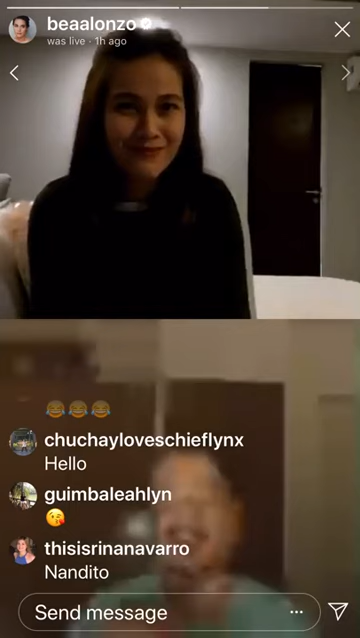 beaalonzo
was live · 1h ago
😂😂😂
chuchayloveschieflynx
Hello
guimbaleahlyn
😘
thisisrinanavarro
Nandito
Send message